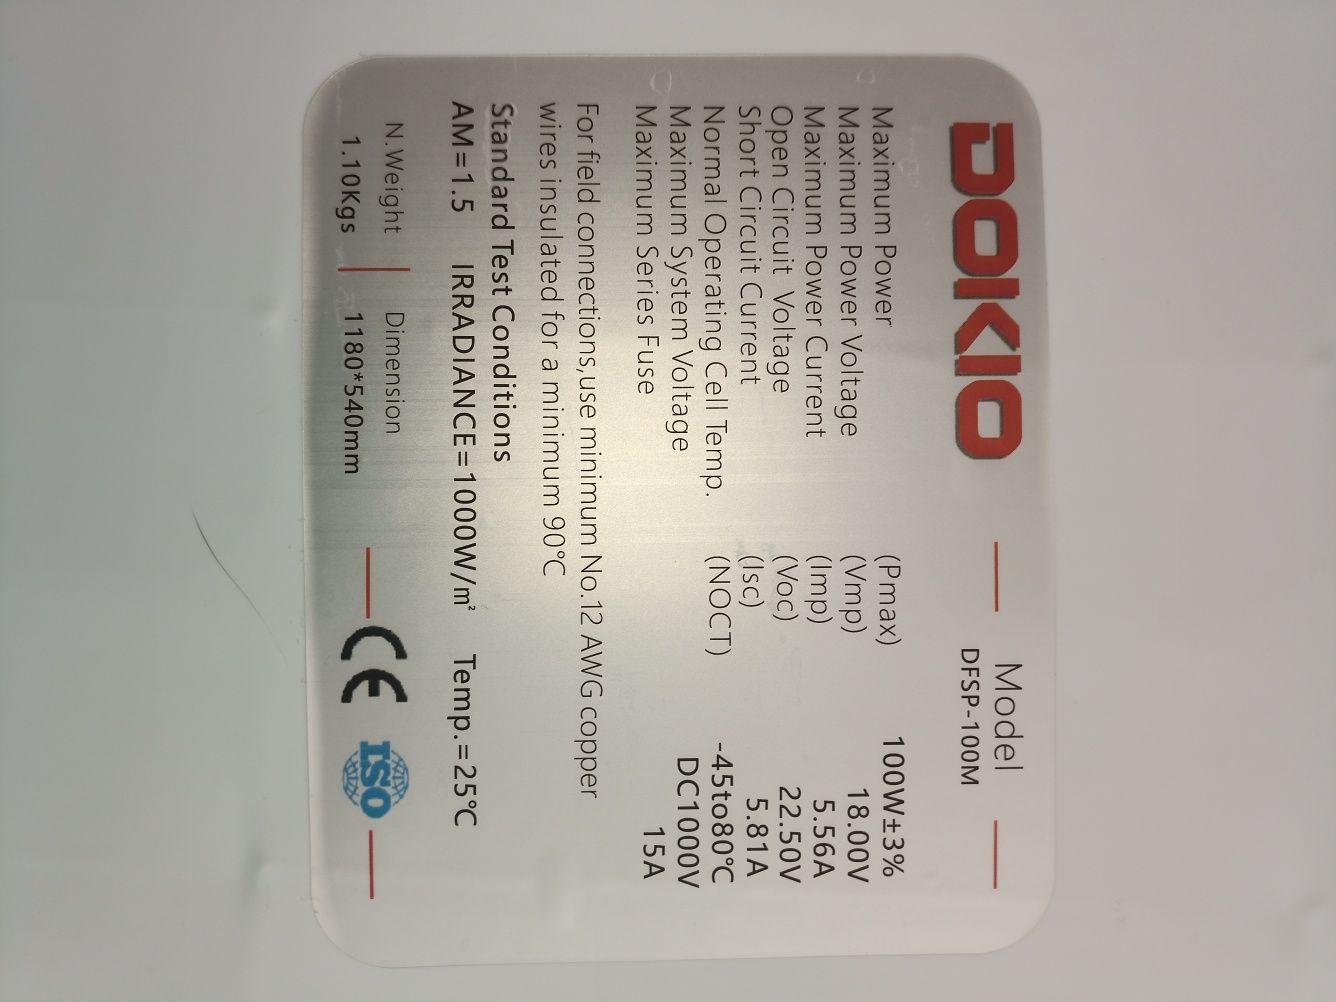 DOKIO
Model
DFSP-100M
Maximum Power (Pmax) 100W±3%
Maximum Power Voltage (Vmp) 18.00V
Maximum Power Current (Imp) 5.56A
Open Circuit Voltage (Voc) 22.50V
Short Circuit Current (Isc) 5.81A
Normal Operating Cell Temp. (NOCT) -45to80℃
Maximum System Voltage DC1000V
Maximum Series Fuse 15A
For field connections,use minimum No.12 AWG copper
wires insulated for a minimum 90℃
Standard Test Conditions
AM=1.5 IRRADIANCE=1000W/m² Temp.=25℃
N.Weight Dimension
1.10Kgs 1180*540mm
CE ISO